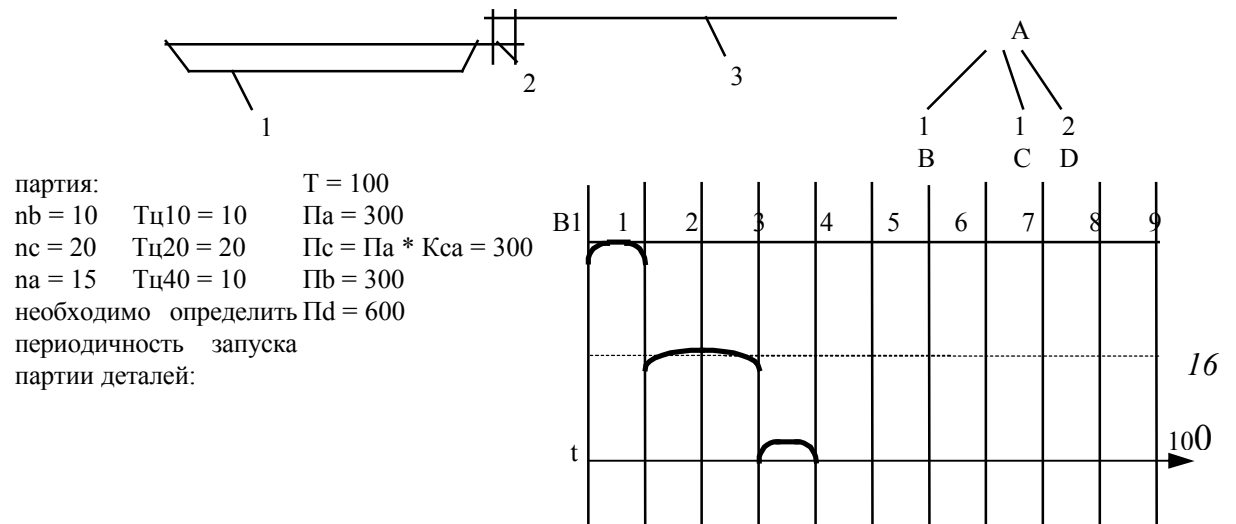 A
2
3
1
1 1 2
B C D
партия: T = 100
nb = 10 Тц10 = 10 Па = 300
nc = 20 Тц20 = 20 Пс = Па * Кса = 300
na = 15 Тц40 = 10 Пb = 300
необходимо определить Пd = 600
периодичность запуска
партии деталей:
B1 1 2 3 4 5 6 7 8 9
16
t 100